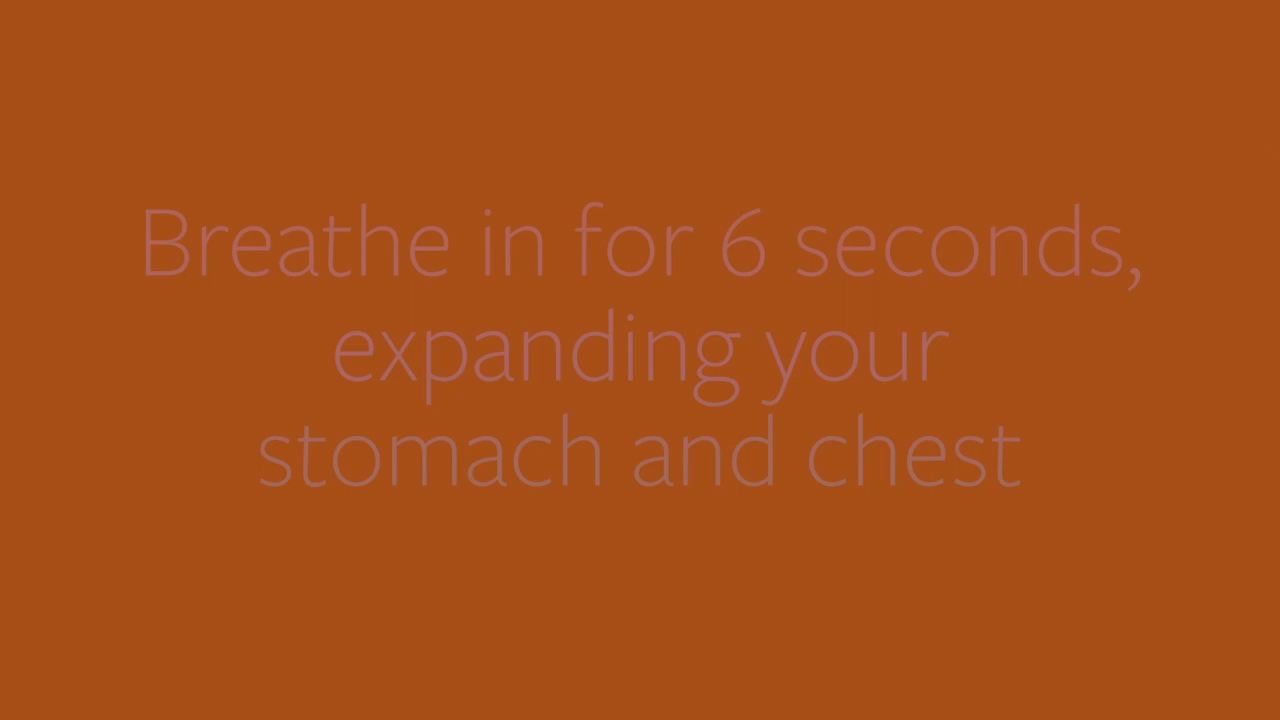 Breathe in for 6 seconds,
expanding your
stomach and chest